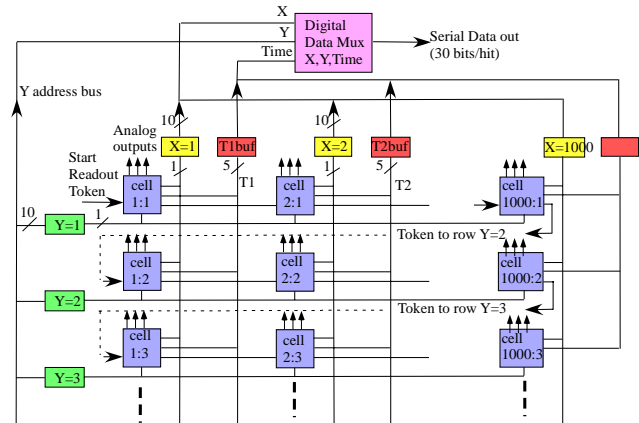 X
Y
Time
Digital
Data Mux
X,Y,Time
Serial Data out
(30 bits/hit)
Y address bus
10
10
Analog
outputs
X=1
T1buf
X=2
T2buf
X=1000
Start
Readout
Token
1
5
T1
1
5
T2
cell
1:1
cell
2:1
cell
1000:1
10
Y=1
1
Token to row Y=2
cell
1:2
cell
2:2
cell
1000:2
Y=2
Token to row Y=3
cell
1:3
cell
2:3
cell
1000:3
Y=3